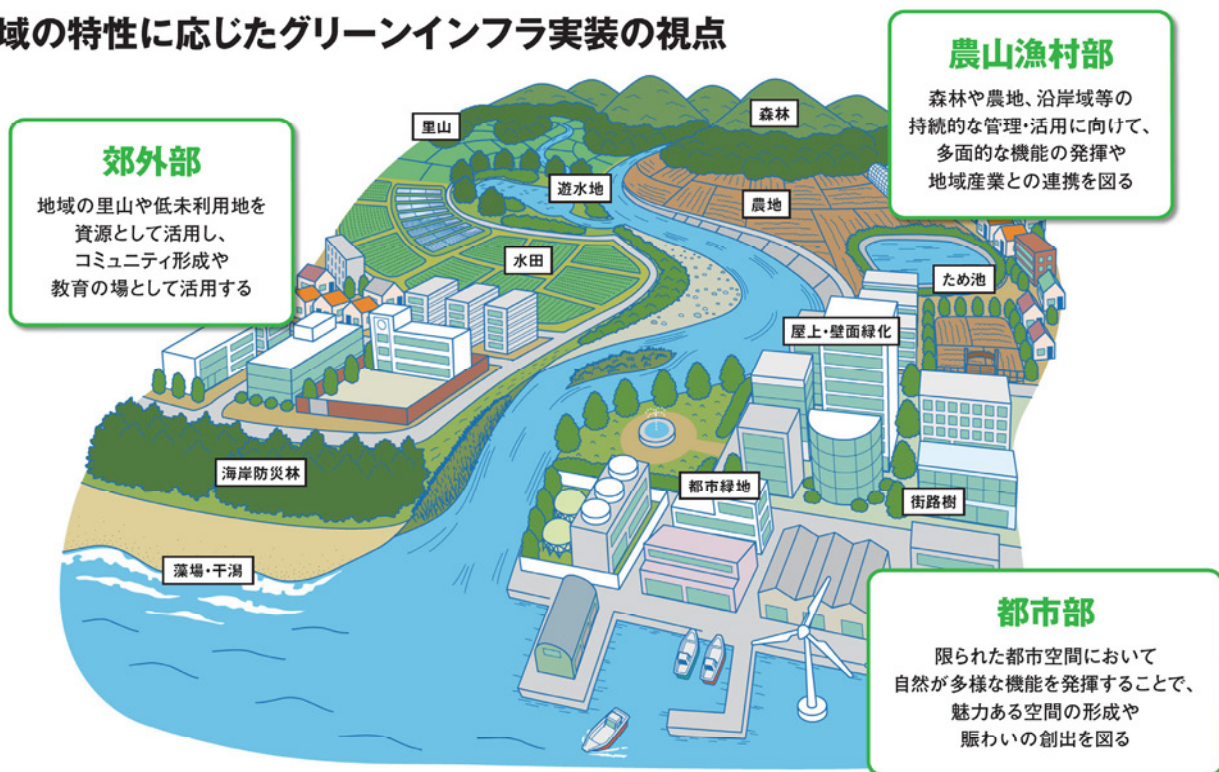 域の特性に応じたグリーンインフラ実装の視点
農山漁村部
森林や農地、沿岸域等の
持続的な管理・活用に向けて、
多面的な機能の発揮や
地域産業との連携を図る
郊外部
地域の里山や低未利用地を
資源として活用し、
コミュニティ形成や
教育の場として活用する
里山
森林
遊水地
農地
水田
ため池
屋上・壁面緑化
海岸防災林
都市緑地
街路樹
藻場・干潟
都市部
限られた都市空間において
自然が多様な機能を発揮することで、
魅力ある空間の形成や
賑わいの創出を図る